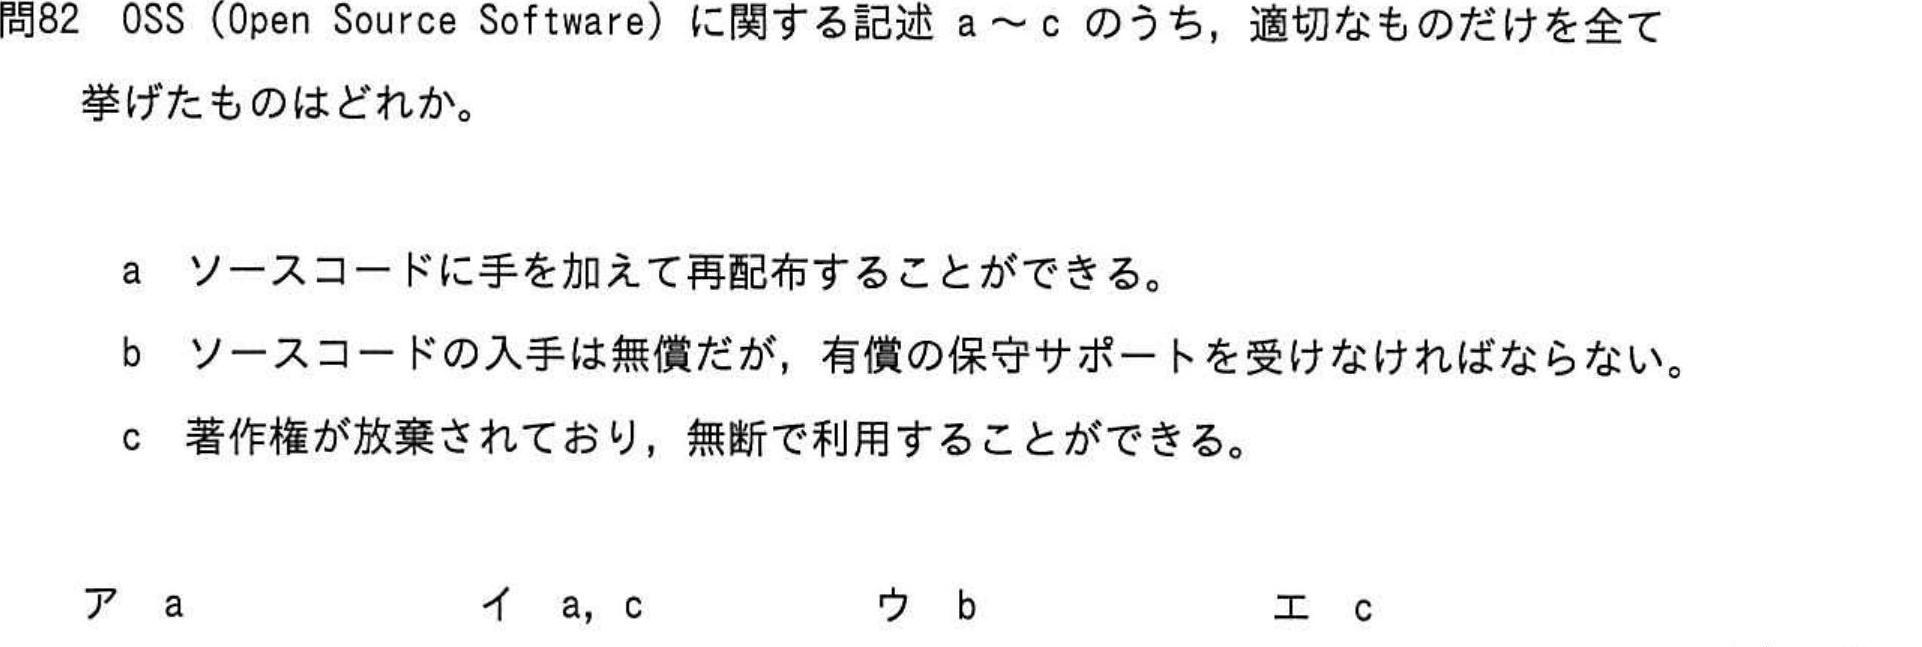 問82 OSS（Open Source Software）に関する記述 a～c のうち，適切なものだけを全て
挙げたものはどれか。
a ソースコードに手を加えて再配布することができる。
b ソースコードの入手は無償だが，有償の保守サポートを受けなければならない。
c 著作権が放棄されており，無断で利用することができる。
ア a イ a, c ウ b エ c